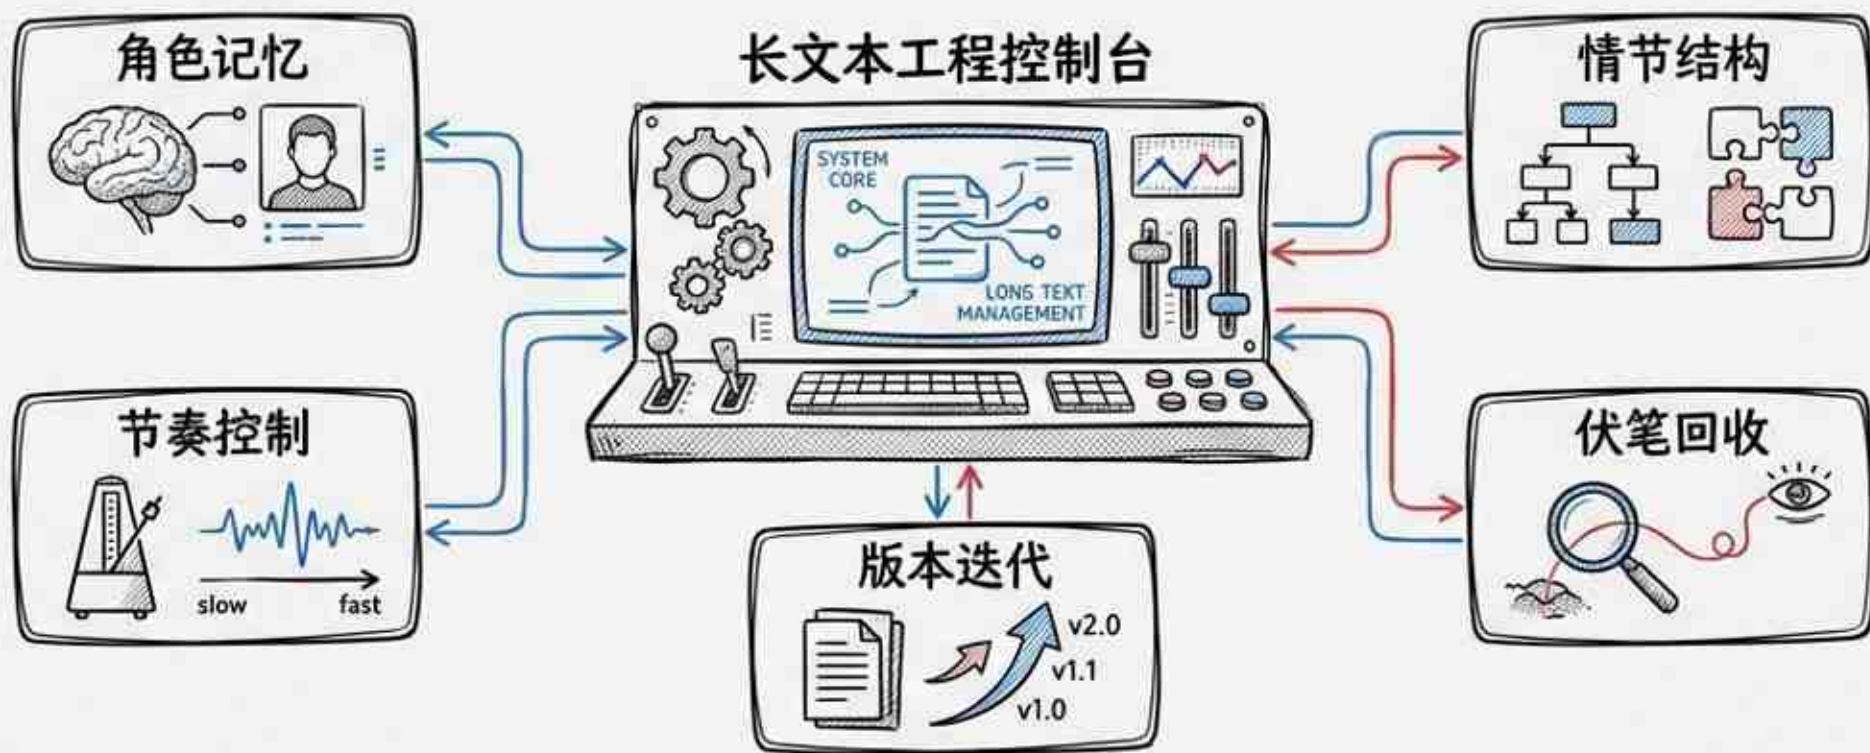 角色记忆
长文本工程控制台
SYSTEM
CORE
LONS TEXT
MANAGEMENT
情节结构
节奏控制
slow
fast
版本迭代
v2.0
v1.1
v1.0
伏笔回收